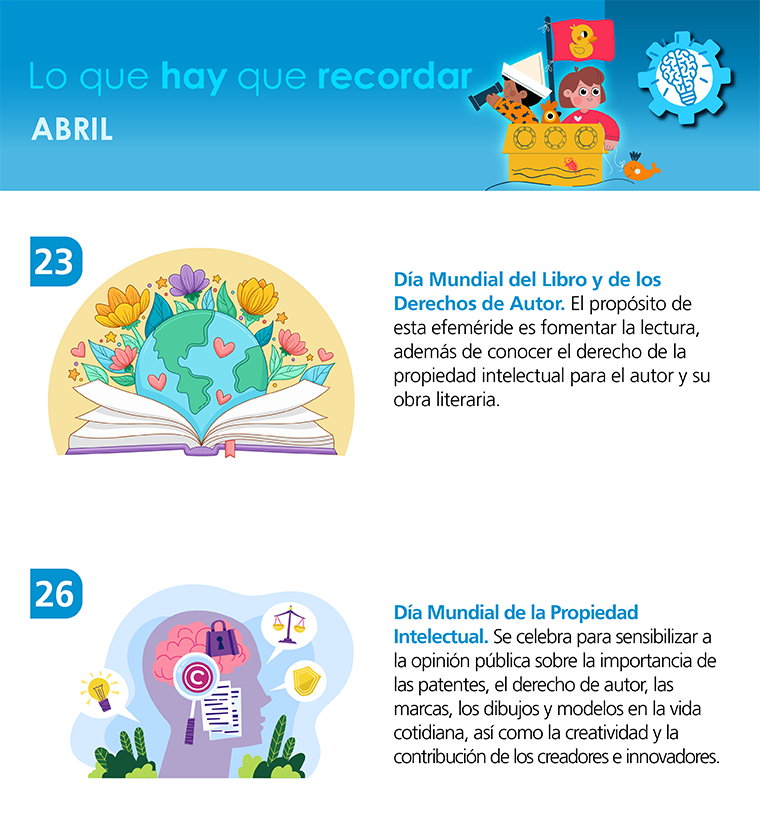 Lo que hay que recordar
ABRIL
23
Día Mundial del Libro y de los
Derechos de Autor. El propósito de
esta efeméride es fomentar la lectura,
además de conocer el derecho de la
propiedad intelectual para el autor y su
obra literaria.
26
C
Día Mundial de la Propiedad
Intelectual. Se celebra para sensibilizar a
la opinión pública sobre la importancia de
las patentes, el derecho de autor, las
marcas, los dibujos y modelos en la vida
cotidiana, así como la creatividad y la
contribución de los creadores e innovadores.